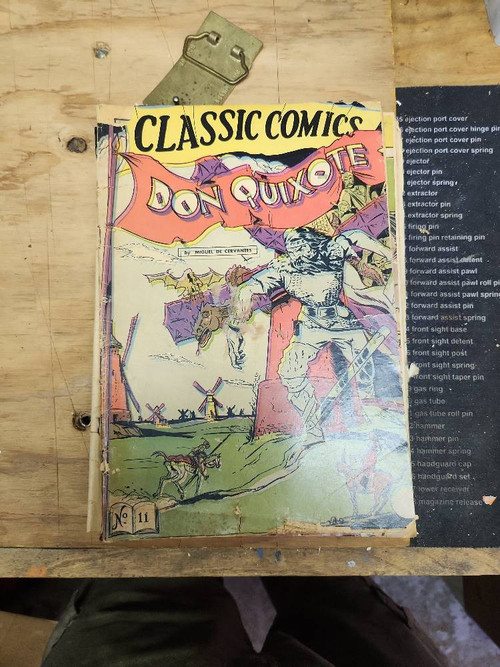 CLASSIC COMICS
DON QUIXOTE
by MIGUEL DE CERVANTES
No. 11
ejection port cover
ejection port cover hinge pin
ejection port cover pin
ejection port cover spring
ejector
ejector pin
ejector spring
extractor
extractor pin
extractor spring
firing pin
firing pin retaining pin
forward assist
forward assist detent
forward assist pawl
forward assist pawl roll pi
forward assist pawl spring
forward assist pin
forward assist spring
front sight base
front sight detent
front sight post
front sight spring
front sight taper pin
gas ring
gas tube
gas tube roll pin
hammer
hammer pin
hammer spring
handguard cap
handguard set
lower receiver
magazine release